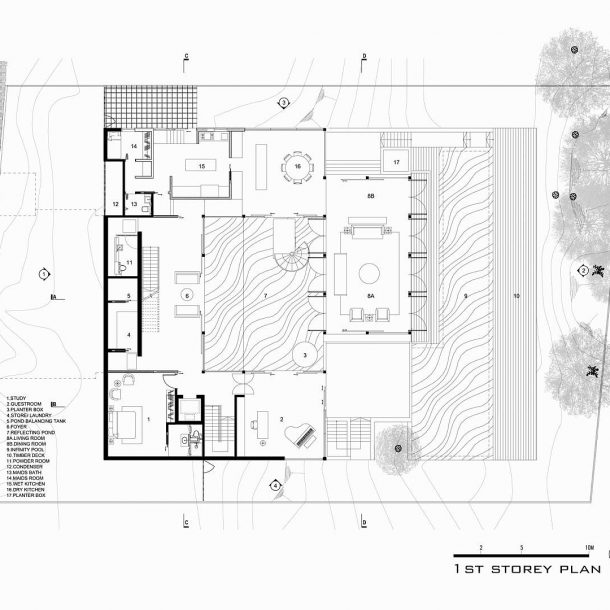 C
D
3
14
15
16
17
13
12
8B
11
1
2
A
5
6
7
8A
9
10
4
3
1
2
1.STUDY
2.GUESTROOM
3.PLANTER BOX
4.STORE/ LAUNDRY
5.POND BALANCING TANK
6.FOYER
7.REFLECTING POND
8A.LIVING ROOM
8B.DINING ROOM
9.INFINITY POOL
10.TIMBER DECK
11.POWDER ROOM
12.CONDENSER
13.MAIDS BATH
14.MAIDS ROOM
15.WET KITCHEN
16.DRY KITCHEN
17.PLANTER BOX
B
4
C
D
2 5 10M
1ST STOREY PLAN